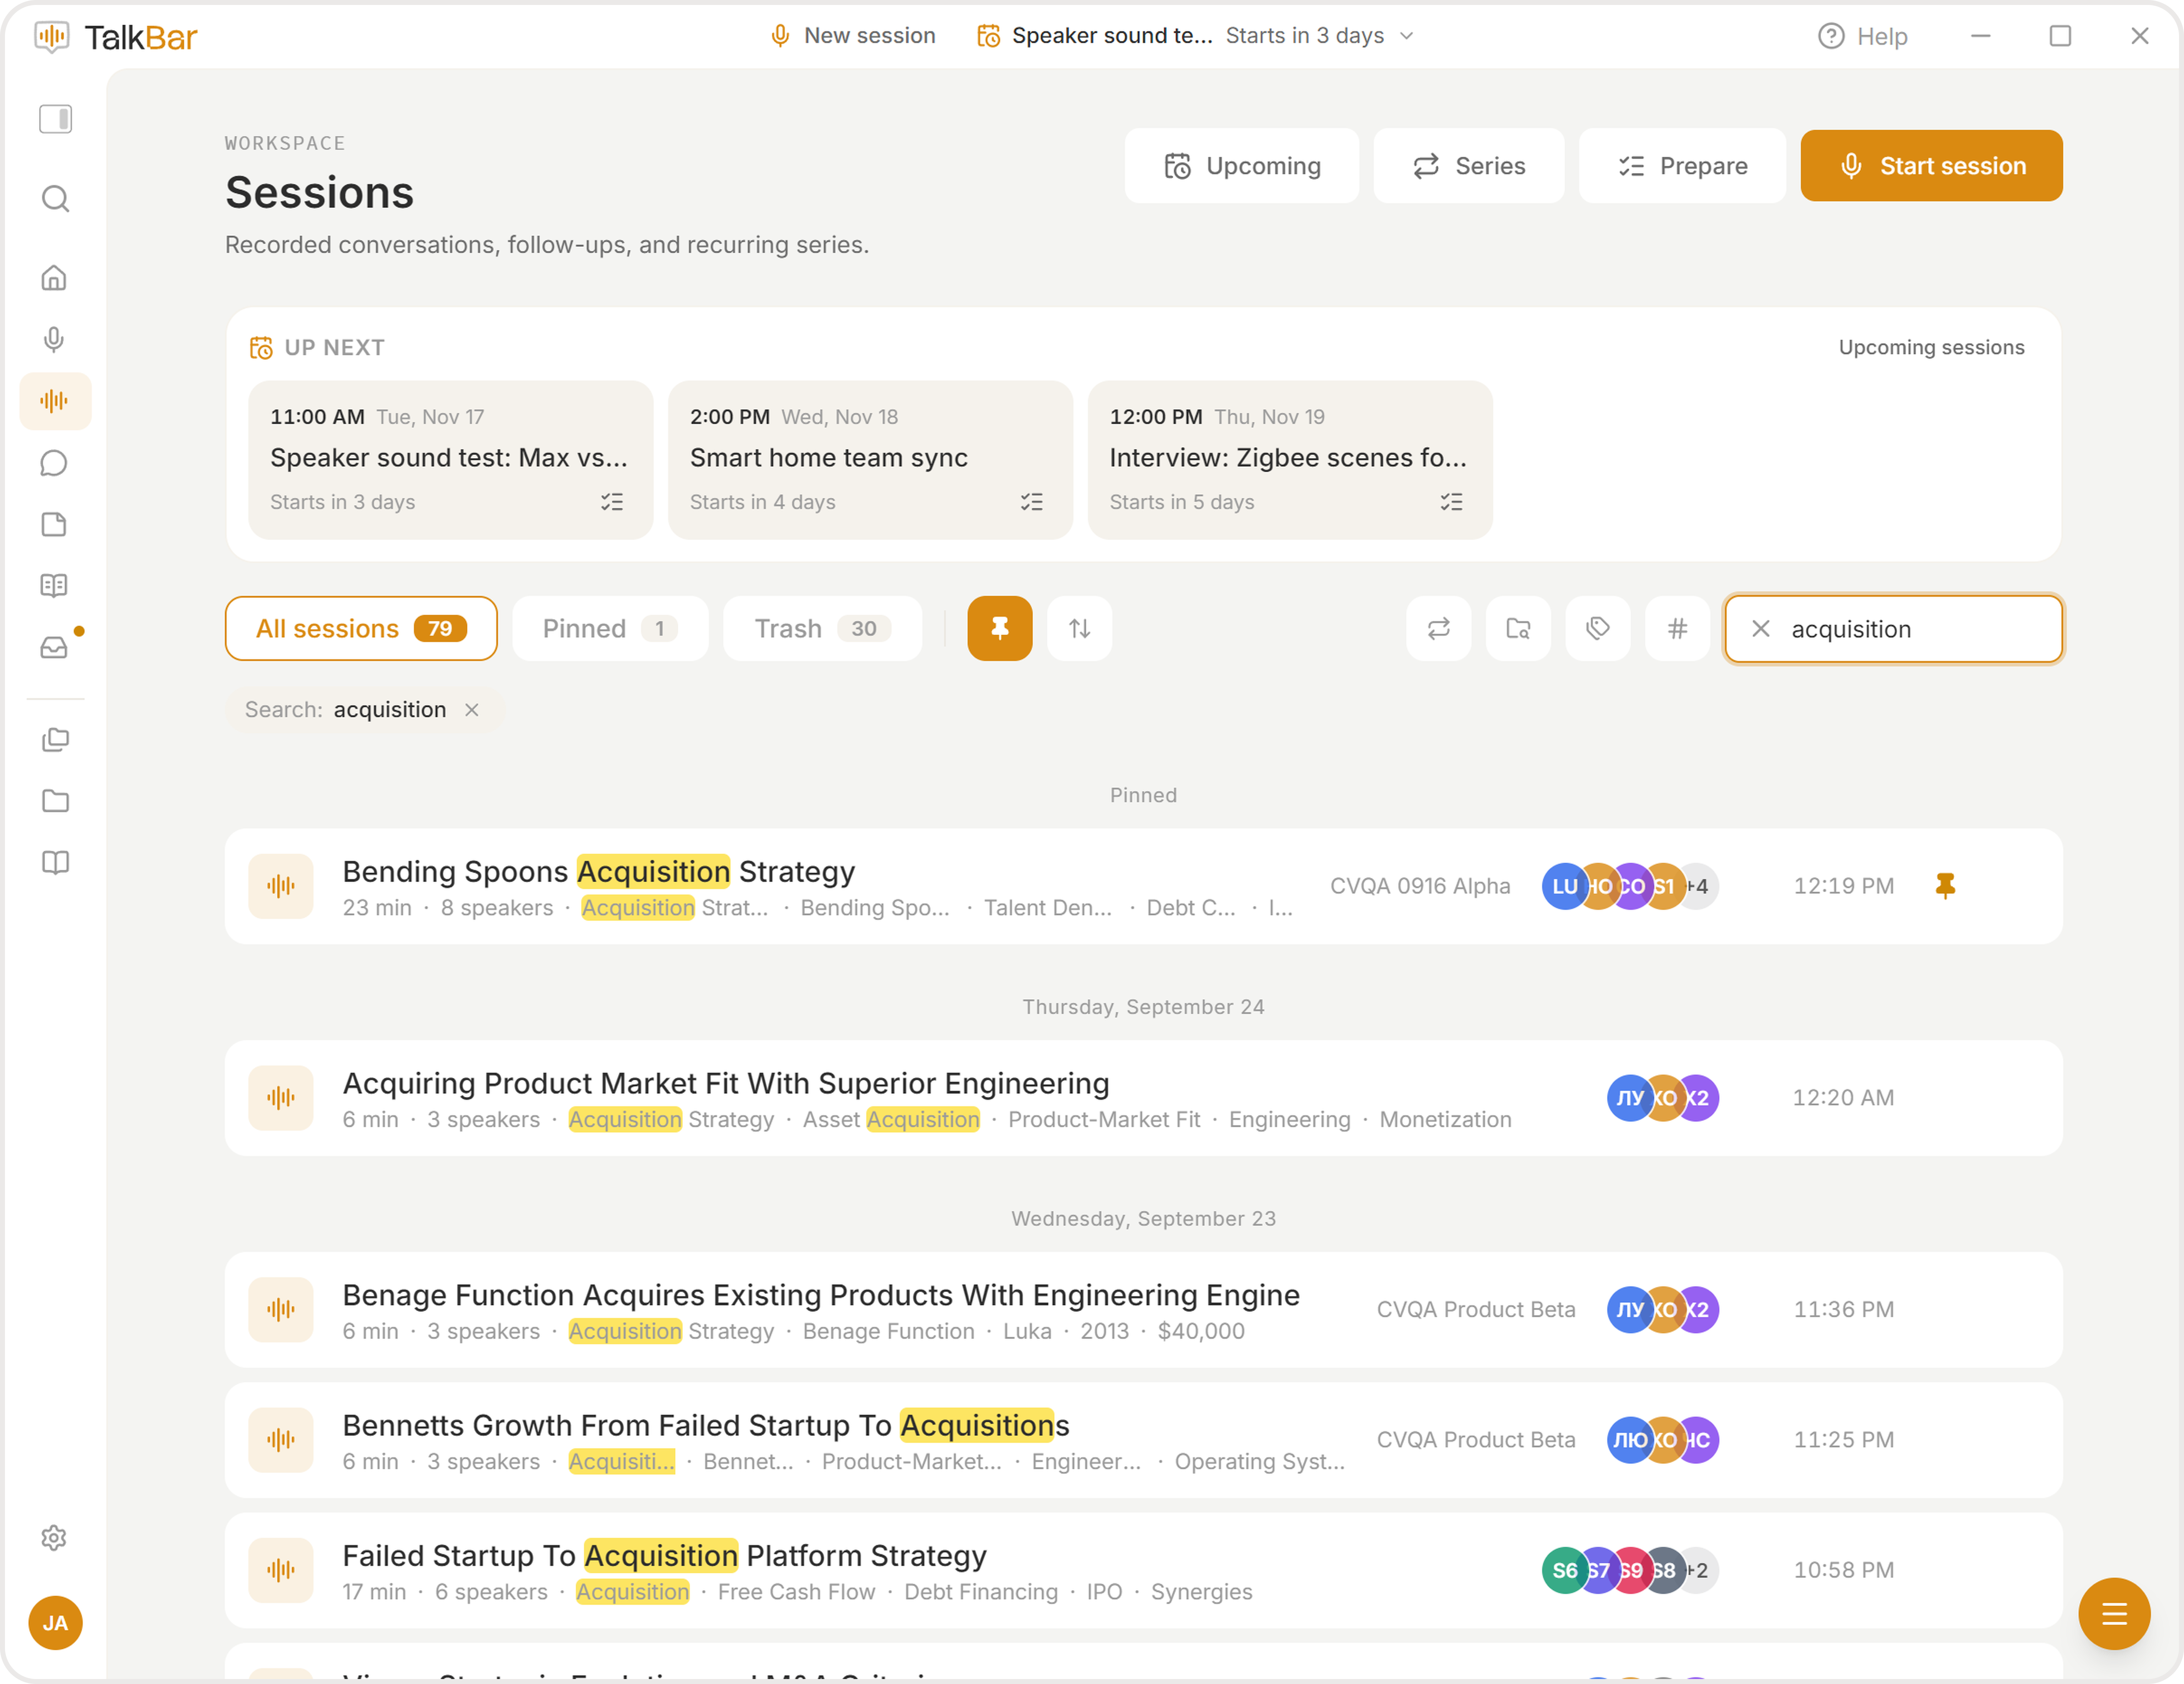 TalkBar
New session
Speaker sound te... Starts in 3 days
Help
WORKSPACE
Sessions
Recorded conversations, follow-ups, and recurring series.
Upcoming
Series
Prepare
Start session
UP NEXT
Upcoming sessions
11:00 AM Tue, Nov 17
Speaker sound test: Max vs...
Starts in 3 days
2:00 PM Wed, Nov 18
Smart home team sync
Starts in 4 days
12:00 PM Thu, Nov 19
Interview: Zigbee scenes fo...
Starts in 5 days
All sessions 79
Pinned 1
Trash 30
acquisition
Search: acquisition
Pinned
Bending Spoons Acquisition Strategy
23 min · 8 speakers · Acquisition Strat... · Bending Spo... · Talent Den... · Debt C... · I...
CVQA 0916 Alpha
LU HO CO S1 +4
12:19 PM
Thursday, September 24
Acquiring Product Market Fit With Superior Engineering
6 min · 3 speakers · Acquisition Strategy · Asset Acquisition · Product-Market Fit · Engineering · Monetization
ЛУ ХО Х2
12:20 AM
Wednesday, September 23
Benage Function Acquires Existing Products With Engineering Engine
6 min · 3 speakers · Acquisition Strategy · Benage Function · Luka · 2013 · $40,000
CVQA Product Beta
ЛУ ХО Х2
11:36 PM
Bennetts Growth From Failed Startup To Acquisitions
6 min · 3 speakers · Acquisiti... · Bennet... · Product-Market... · Engineer... · Operating Syst...
CVQA Product Beta
ЛЮ ХО НС
11:25 PM
Failed Startup To Acquisition Platform Strategy
17 min · 6 speakers · Acquisition · Free Cash Flow · Debt Financing · IPO · Synergies
S6 S7 S9 S8 +2
10:58 PM
JA